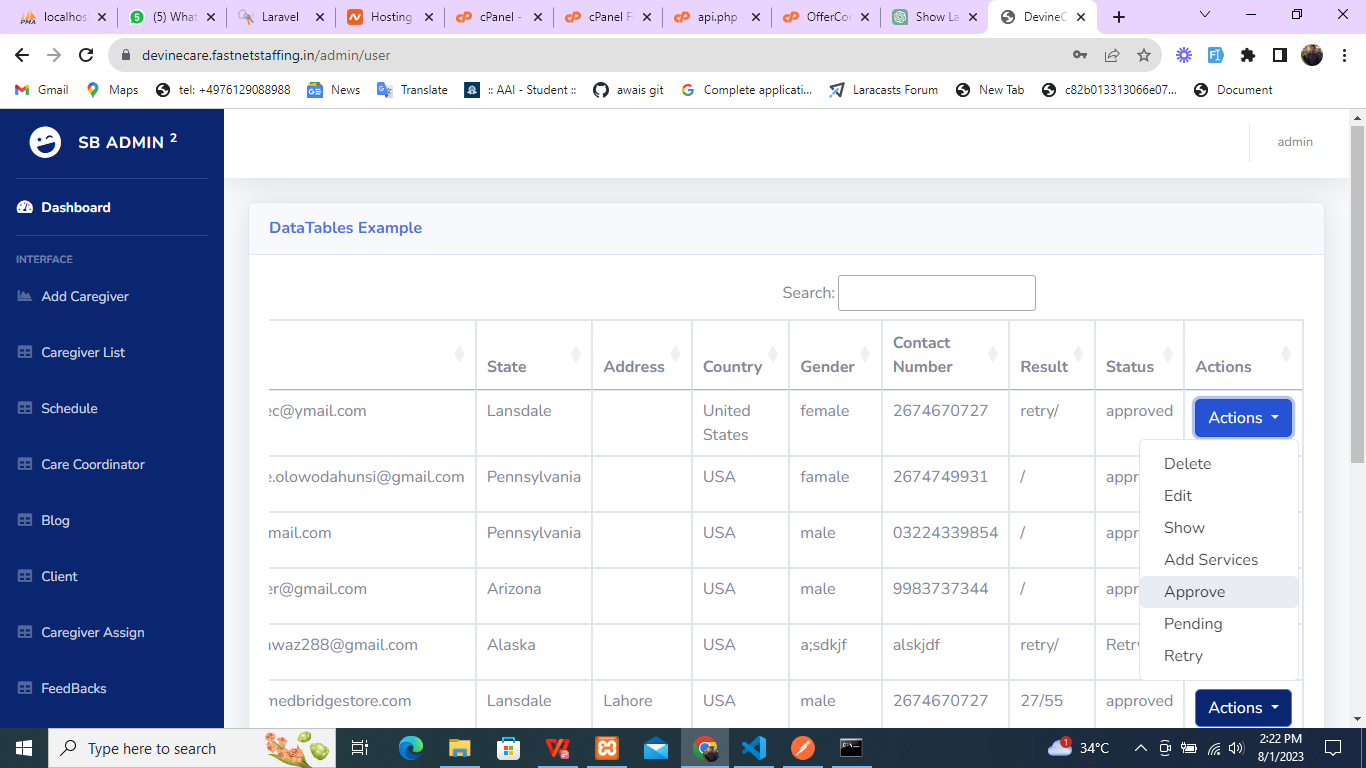 localhos
(5) What
Laravel
Hosting
cPanel -
cPanel F
api.php
OfferCor
Show La
DevineC
devinecare.fastnetstaffing.in/admin/user
Gmail
Maps
tel: +4976129088988
News
Translate
:: AAI - Student ::
awais git
Complete applicati...
Laracasts Forum
New Tab
c82b013313066e07...
Document
SB ADMIN 2
admin
Dashboard
INTERFACE
Add Caregiver
Caregiver List
Schedule
Care Coordinator
Blog
Client
Caregiver Assign
FeedBacks
DataTables Example
Search:
State Address Country Gender Contact Number Result Status Actions
ec@ymail.com Lansdale United States female 2674670727 retry/ approved Actions
e.olowodahunsi@gmail.com Pennsylvania USA famale 2674749931 / appr
mail.com Pennsylvania USA male 03224339854 / appr
er@gmail.com Arizona USA male 9983737344 / appr
waz288@gmail.com Alaska USA a;sdkjf alskjdf retry/ Retr
medbridgestore.com Lansdale Lahore USA male 2674670727 27/55 approved Actions
Delete
Edit
Show
Add Services
Approve
Pending
Retry
Type here to search
1
34°C
2:22 PM
8/1/2023